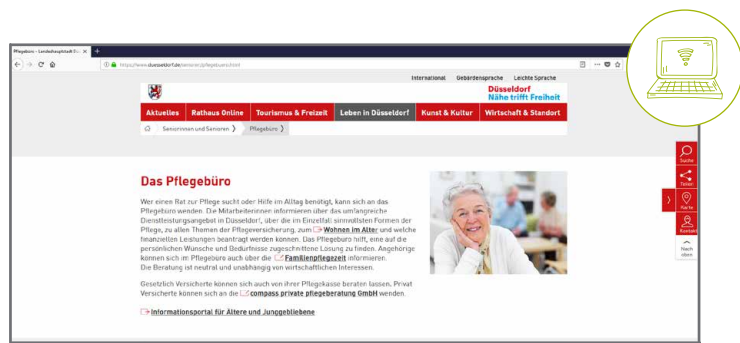 Pflegebüro – Landeshauptstadt
https://www.duesseldorf.de/senioren/pflegebuero.html
International Gebärdensprache Leichte Sprache
Düsseldorf
Nähe trifft Freiheit
Aktuelles Rathaus Online Tourismus & Freizeit Leben in Düsseldorf Kunst & Kultur Wirtschaft & Standort
Seniorinnen und Senioren Pflegebüro
Suche
Teilen
Karte
Kontakt
Nach oben
Das Pflegebüro
Wer einen Rat zur Pflege sucht oder Hilfe im Alltag benötigt, kann sich an das
Pflegebüro wenden. Die Mitarbeiterinnen informieren über das umfangreiche
Dienstleistungsangebot in Düsseldorf, über die im Einzelfall sinnvollsten Formen der
Pflege, zu allen Themen der Pflegeversicherung, zum Wohnen im Alter und welche
finanziellen Leistungen beantragt werden können. Das Pflegebüro hilft, eine auf die
persönlichen Wünsche und Bedürfnisse zugeschnittene Lösung zu finden. Angehörige
können sich im Pflegebüro auch über die Familienpflegezeit informieren.
Die Beratung ist neutral und unabhängig von wirtschaftlichen Interessen.
Gesetzlich Versicherte können sich auch von ihrer Pflegekasse beraten lassen. Privat
Versicherte können sich an die compass private pflegeberatung GmbH wenden.
Informationsportal für Ältere und Junggebliebene